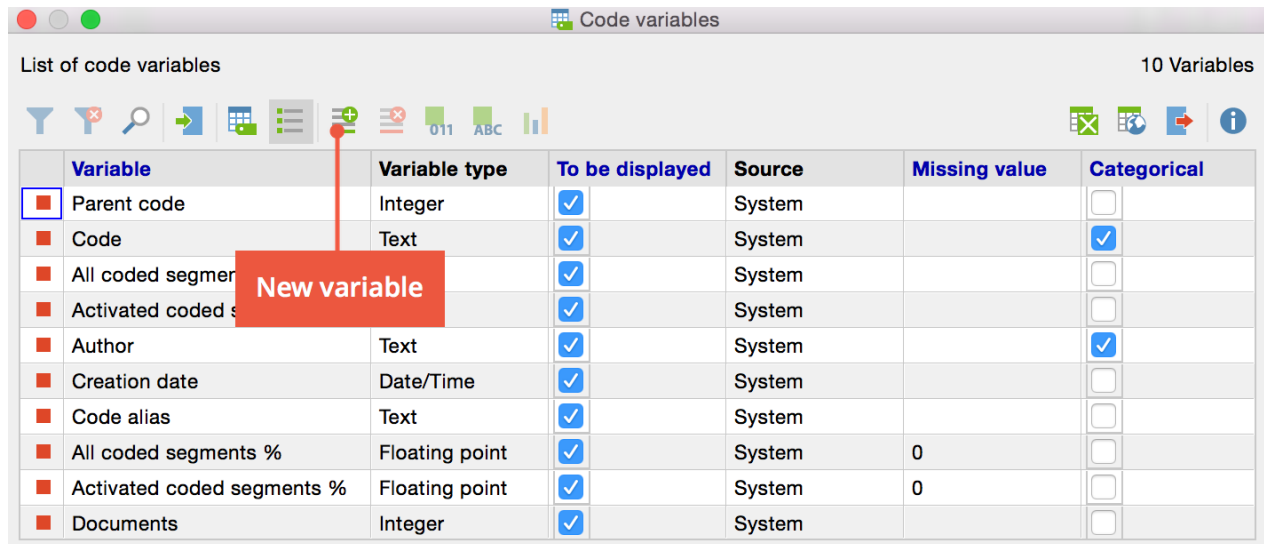 Code variables
List of code variables 10 Variables
011 ABC
Variable Variable type To be displayed Source Missing value Categorical
Parent code Integer System
Code Text System
All coded segmer System
New variable
Activated coded s System
Author Text System
Creation date Date/Time System
Code alias Text System
All coded segments % Floating point System 0
Activated coded segments % Floating point System 0
Documents Integer System